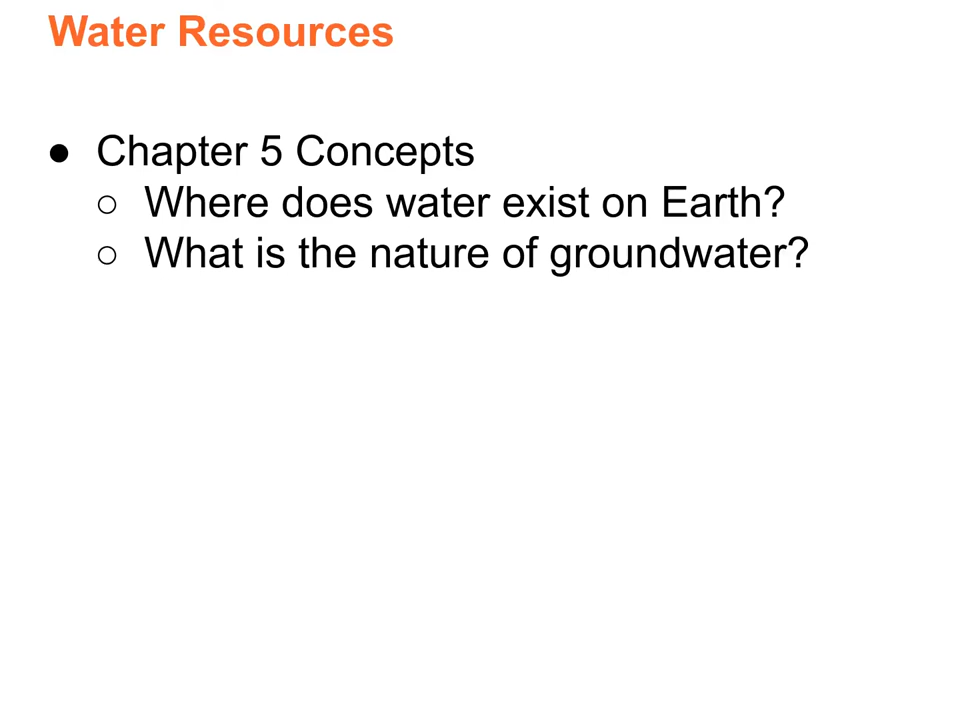 Water Resources
● Chapter 5 Concepts
○ Where does water exist on Earth?
○ What is the nature of groundwater?